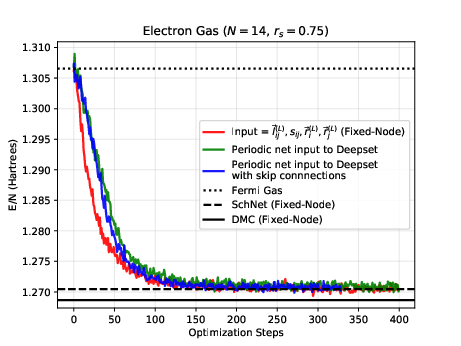 Electron Gas (N = 14, r_s = 0.75)
1.310
1.305
1.300
1.295
1.290
1.285
1.280
1.275
1.270
E/N (Hartrees)
Input = r̃_ij^(L), s_ij, r⃗_i^(L), r⃗_j^(L) (Fixed-Node)
Periodic net input to Deepset
Periodic net input to Deepset
with skip connnections
Fermi Gas
SchNet (Fixed-Node)
DMC (Fixed-Node)
0 50 100 150 200 250 300 350 400
Optimization Steps